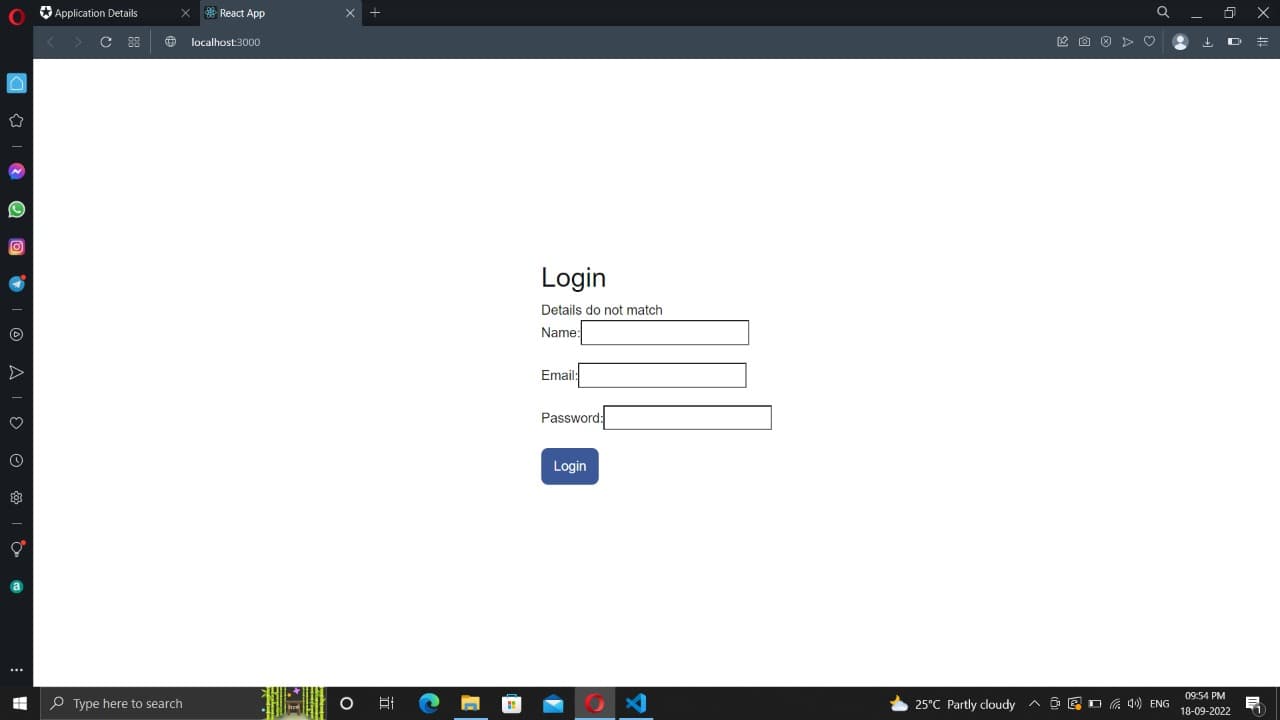 Application Details
React App
localhost:3000
Login
Details do not match
Name:
Email:
Password:
Login
a
Type here to search
25°C Partly cloudy
ENG
09:54 PM
18-09-2022
1